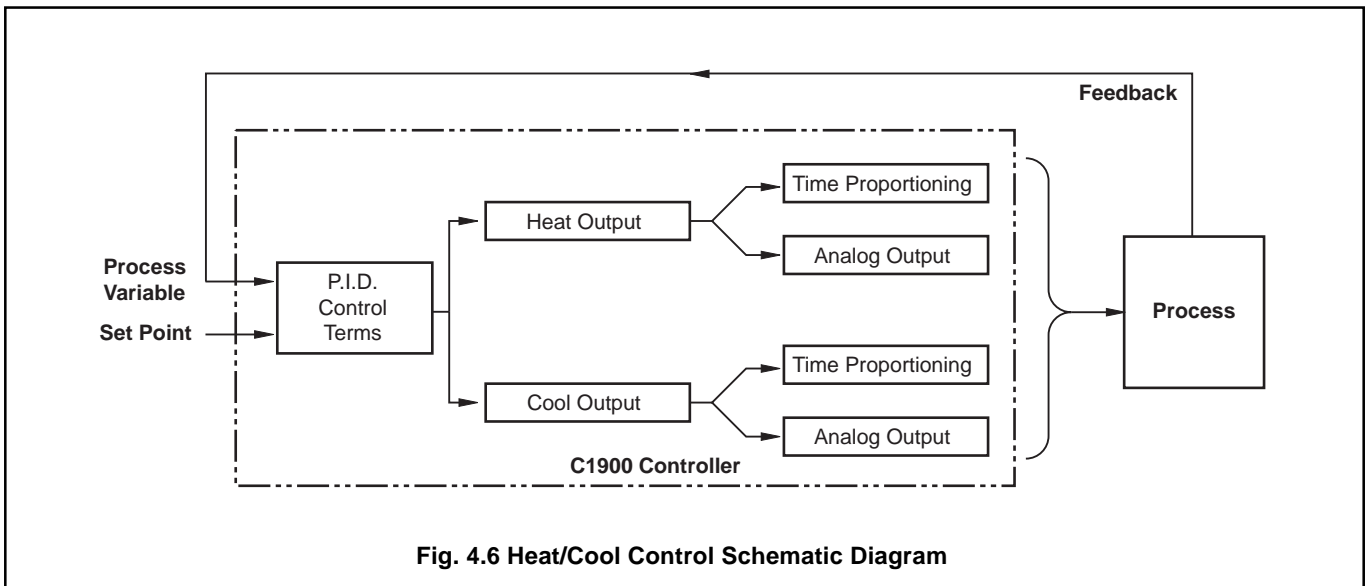 Feedback
Time Proportioning
Heat Output
Analog Output
Process
Variable
P.I.D.
Control
Terms
Set Point
Process
Time Proportioning
Cool Output
Analog Output
C1900 Controller
Fig. 4.6 Heat/Cool Control Schematic Diagram